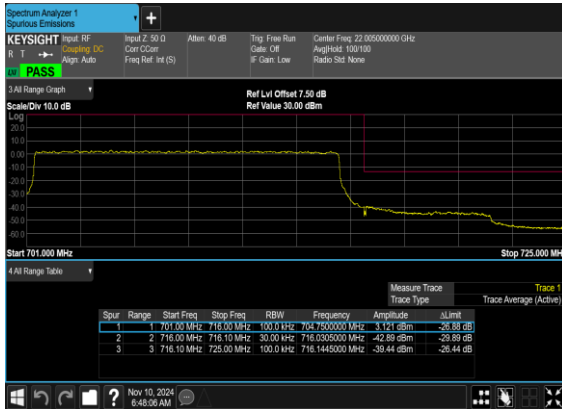 Spectrum Analyzer 1
Spurious Emissions
KEYSIGHT Input: RF Input Z: 50 Ω Atten: 40 dB Trig: Free Run Center Freq: 22.005000000 GHz
R T Coupling: DC Corr CCorr Gate: Off Avg|Hold: 100/100
Align: Auto Freq Ref: Int (S) IF Gain: Low Radio Std: None
PASS
3 All Range Graph
Ref Lvl Offset 7.50 dB
Scale/Div 10.0 dB Ref Value 30.00 dBm
Log
20.0
10.0
0.00
-10.0
-20.0
-30.0
-40.0
-50.0
-60.0
Start 701.000 MHz Stop 725.000 MH
4 All Range Table
Measure Trace Trace 1
Trace Type Trace Average (Active)
Spur Range Start Freq Stop Freq RBW Frequency Amplitude ΔLimit
1 1 701.00 MHz 716.00 MHz 100.0 kHz 704.7500000 MHz 3.121 dBm -26.88 dB
2 2 716.00 MHz 716.10 MHz 30.00 kHz 716.0305000 MHz -42.89 dBm -29.89 dB
3 3 716.10 MHz 725.00 MHz 100.0 kHz 716.1445000 MHz -39.44 dBm -26.44 dB
? Nov 10, 2024
6:48:06 AM